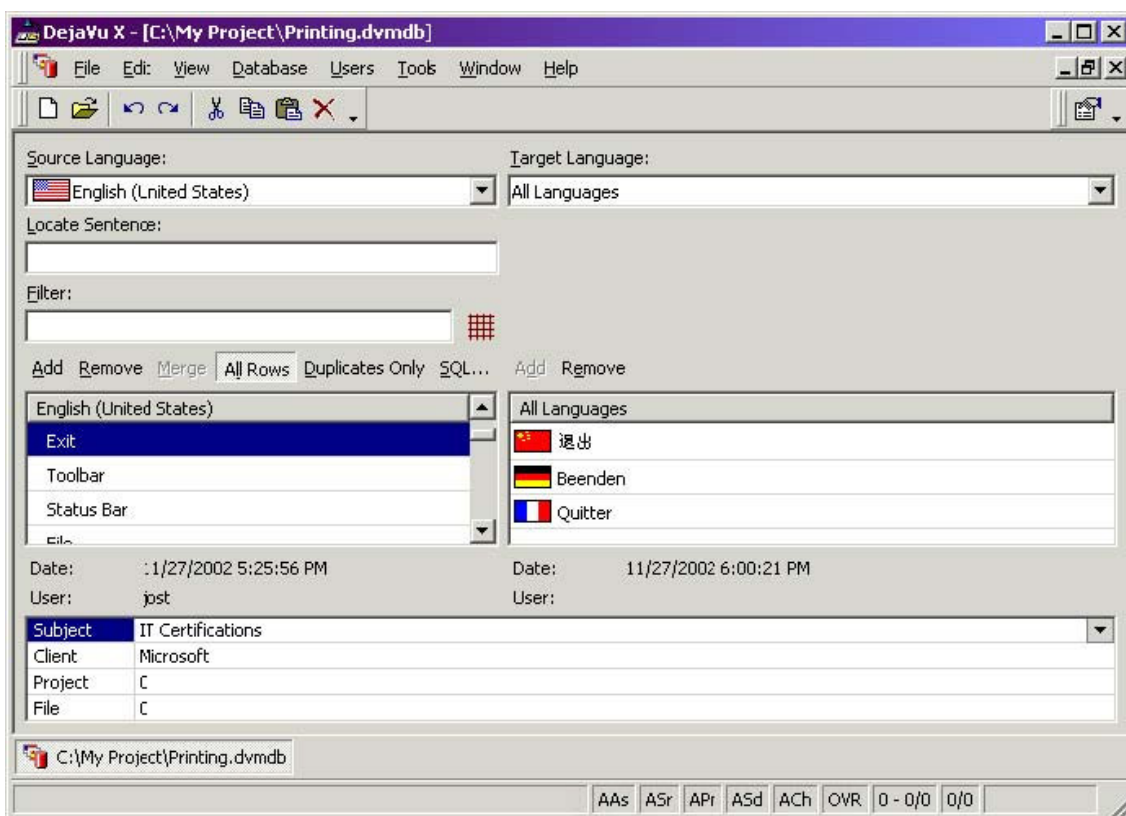 DejaVu X - [C:\My Project\Printing.dvmdb]
File Edit View Database Users Tools Window Help
Source Language: Target Language:
English (United States) All Languages
Locate Sentence:
Filter:
Add Remove Merge All Rows Duplicates Only SQL... Add Remove
English (United States) All Languages
Exit 退出
Toolbar Beenden
Status Bar Quitter
File
Date: 11/27/2002 5:25:56 PM Date: 11/27/2002 6:00:21 PM
User: jost User:
Subject IT Certifications
Client Microsoft
Project C
File C
C:\My Project\Printing.dvmdb
AAs ASr APr ASd ACh OVR 0 - 0/0 0/0